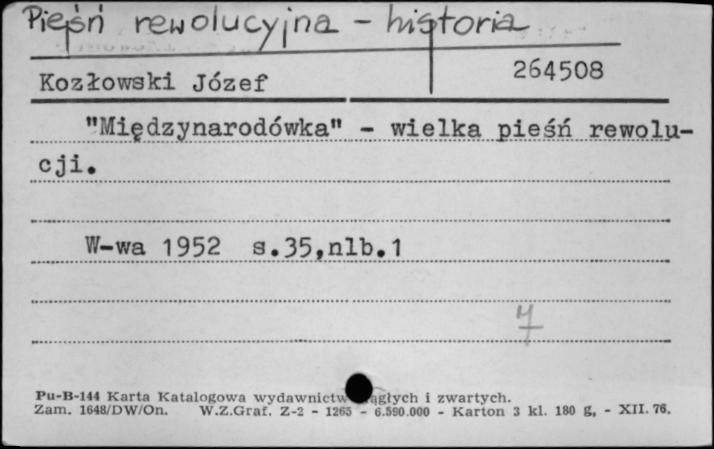 Pieśń rewolucyjna - historia
Kozłowski Józef 264508
"Międzynarodówka" - wielka pieśń rewolu-
cji.
W-wa 1952 s.35,nlb.1
4
Pu-B-144 Karta Katalogowa wydawnictw ągłych i zwartych.
Zam. 1648/DW/On. W.Z.Graf. Z-2 - 1265 - 6.590.000 - Karton 3 kl. 180 g, - XII. 76.